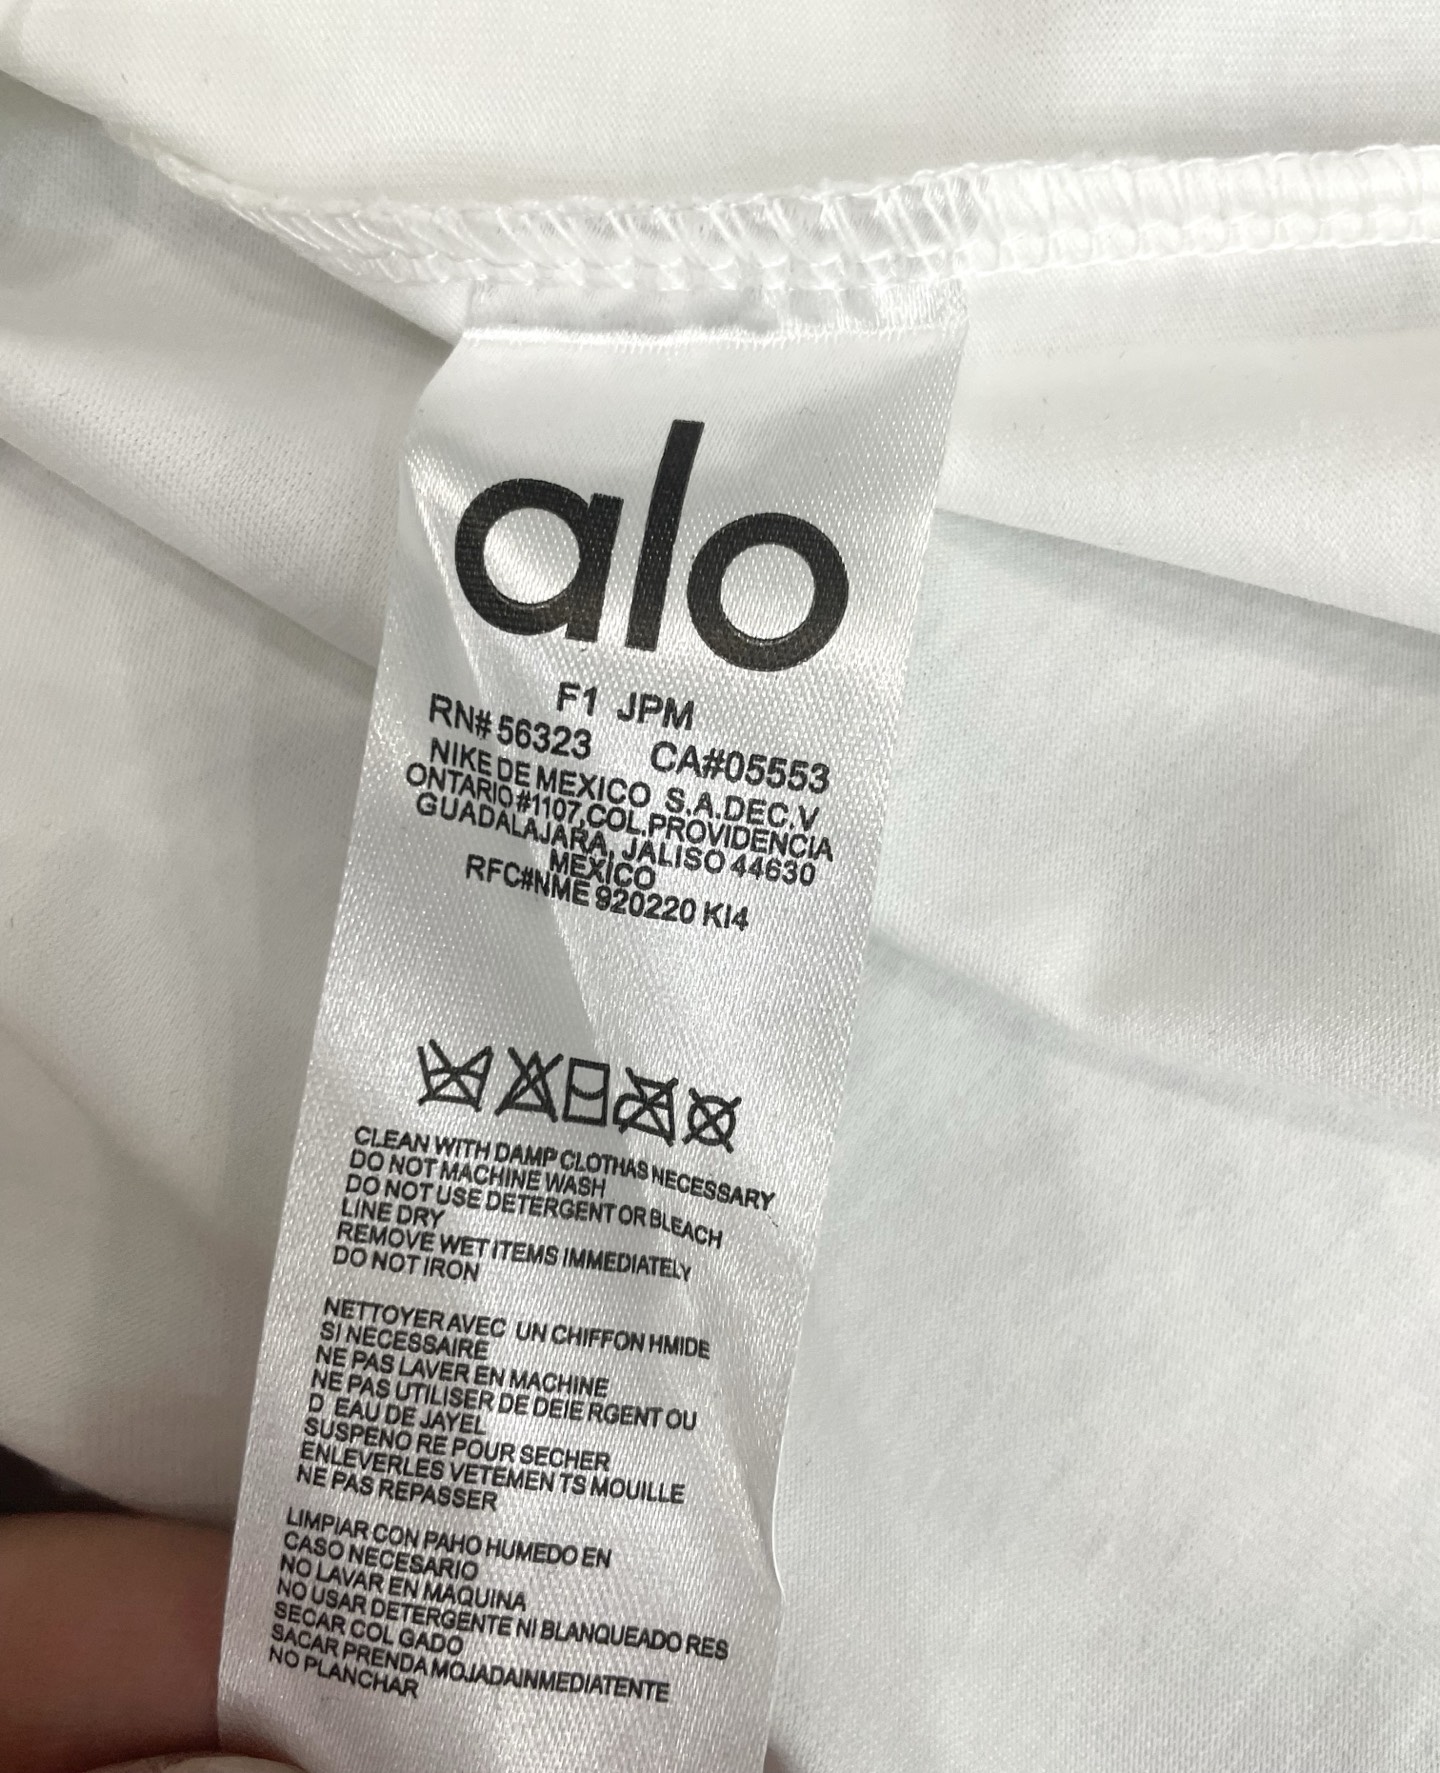 alo
F1 JPM
RN# 56323 CA#05553
NIKE DE MEXICO S.A.DEC.V
ONTARIO#1107,COL.PROVIDENCIA
GUADALAJARA, JALISO 44630
MEXICO
RFC#NME 920220 KI4
CLEAN WITH DAMP CLOTHAS NECESSARY
DO NOT MACHINE WASH
DO NOT USE DETERGENT OR BLEACH
LINE DRY
REMOVE WET ITEMS IMMEDIATELY
DO NOT IRON
NETTOYER AVEC UN CHIFFON HMIDE
SI NECESSAIRE
NE PAS LAVER EN MACHINE
NE PAS UTILISER DE DEIE RGENT OU
D EAU DE JAYEL
SUSPENO RE POUR SECHER
ENLEVERLES VETEMEN TS MOUILLE
NE PAS REPASSER
LIMPIAR CON PAHO HUMEDO EN
CASO NECESARIO
NO LAVAR EN MAQUINA
NO USAR DETERGENTE NI BLANQUEADO RES
SECAR COL GADO
SACAR PRENDA MOJADAINMEDIATENTE
NO PLANCHAR